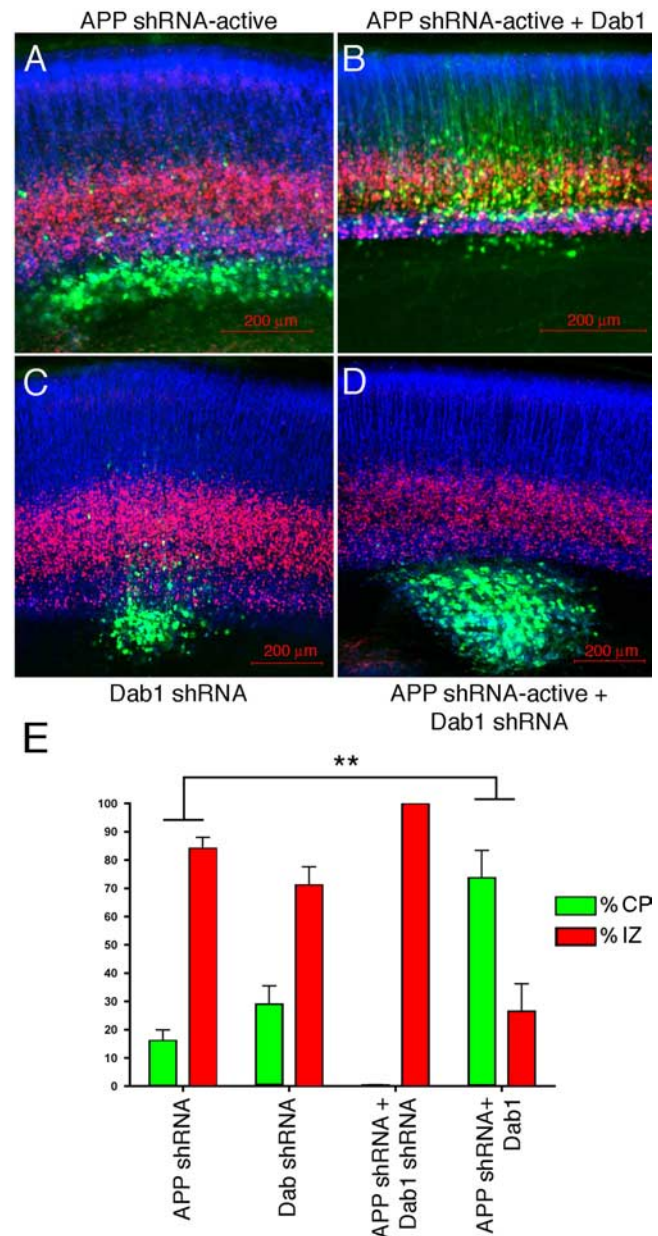 APP shRNA-active
APP shRNA-active + Dab1
A
B
200 µm
200 µm
C
D
200 µm
200 µm
Dab1 shRNA
APP shRNA-active +
Dab1 shRNA
E
**
100
90
80
70
60
50
40
30
20
10
0
% CP
% IZ
APP shRNA
Dab shRNA
APP shRNA +
Dab1 shRNA
APP shRNA+
Dab1